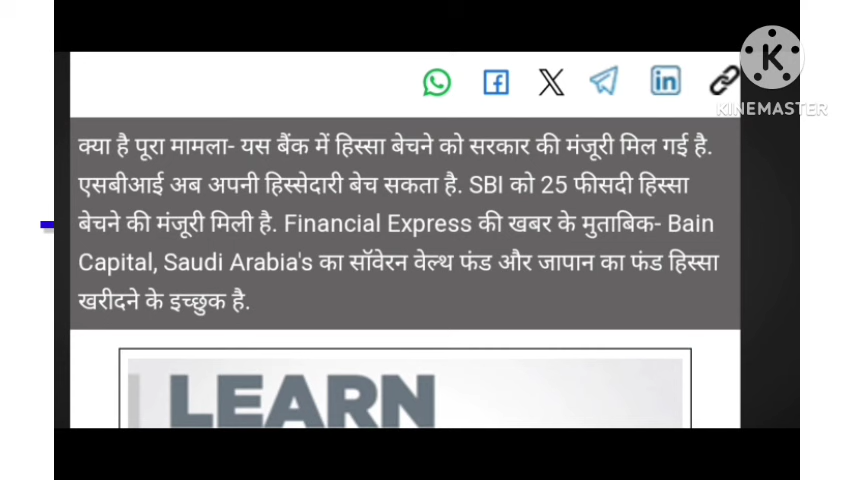 KINEMASTER
क्या है पूरा मामला- यस बैंक में हिस्सा बेचने को सरकार की मंजूरी मिल गई है.
एसबीआई अब अपनी हिस्सेदारी बेच सकता है. SBI को 25 फीसदी हिस्सा
बेचने की मंजूरी मिली है. Financial Express की खबर के मुताबिक- Bain
Capital, Saudi Arabia's का सॉवेरन वेल्थ फंड और जापान का फंड हिस्सा
खरीदने के इच्छुक है.
LEARN